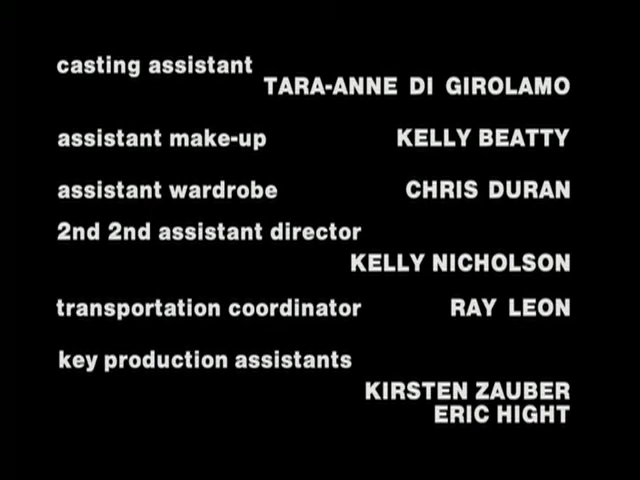 casting assistant
TARA-ANNE DI GIROLAMO
assistant make-up KELLY BEATTY
assistant wardrobe CHRIS DURAN
2nd 2nd assistant director
KELLY NICHOLSON
transportation coordinator RAY LEON
key production assistants
KIRSTEN ZAUBER
ERIC HIGHT